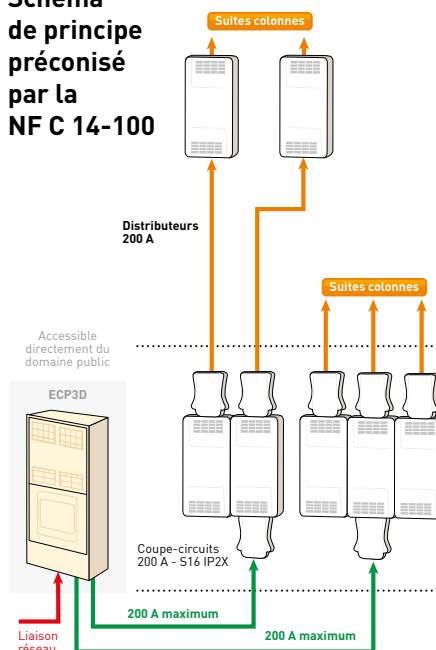 Schéma
de principe
préconisé
par la
NF C 14-100
Suites colonnes
Distributeurs
200 A
Suites colonnes
Accessible
directement du
domaine public
ECP3D
Coupe-circuits
200 A - S16 IP2X
200 A maximum
200 A maximum
Liaison
réseau